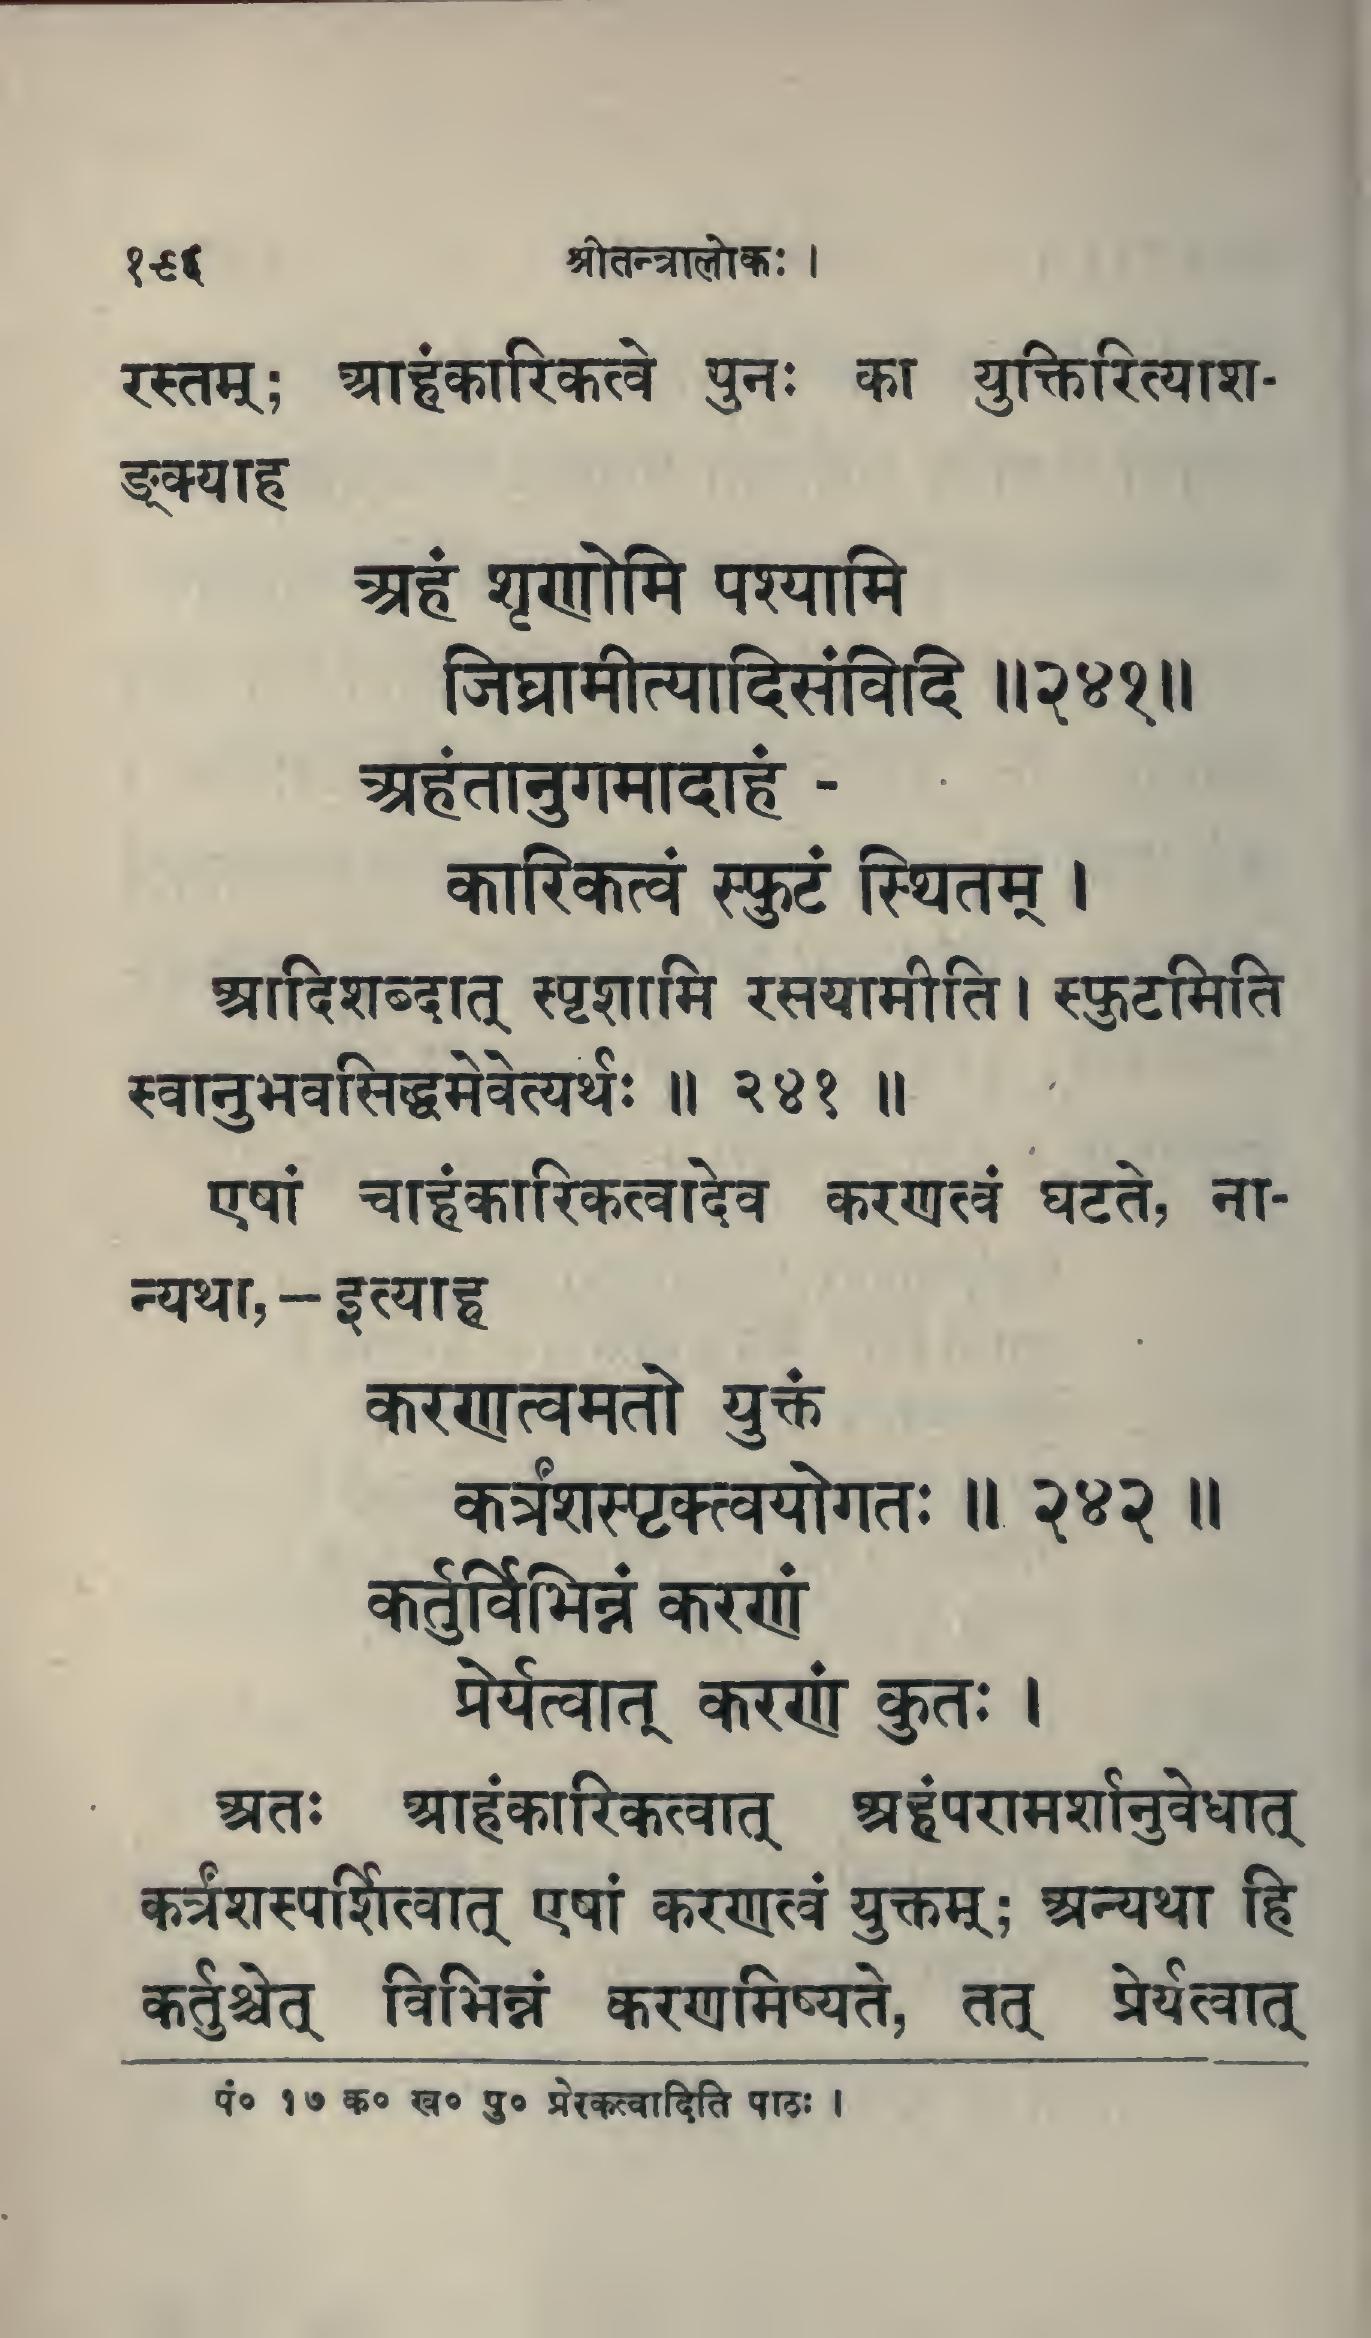 १९६
श्रीतन्त्रालोकः ।
रस्तम्; आहंकारिकत्वे पुनः का युक्तिरित्याश-
ङ्क्याह
अहं शृणोमि पश्यामि
जिघ्रामीत्यादिसंविदि ॥२४१॥
अहंतानुगमादाहं -
कारिकत्वं स्फुटं स्थितम् ।
आदिशब्दात् स्पृशामि रसयामीति । स्फुटमिति
स्वानुभवसिद्धमेवेत्यर्थः ॥ २४१ ॥
एषां चाहंकारिकत्वादेव करणत्वं घटते, ना-
न्यथा, — इत्याह
करणत्वमतो युक्तं
कर्त्रंशस्पृक्त्वयोगतः ॥ २४२ ॥
कर्तुर्विभिन्नं करणं
प्रेर्यत्वात् करणं कुतः ।
अतः आहंकारिकत्वात् अहंपरामर्शानुवेधात्
कर्त्रंशस्पर्शित्वात् एषां करणत्वं युक्तम्; अन्यथा हि
कर्तुश्चेत् विभिन्नं करणमिष्यते, तत् प्रेर्यत्वात्
पं० १७ क० ख० पु० प्रेरकत्वादिति पाठः ।